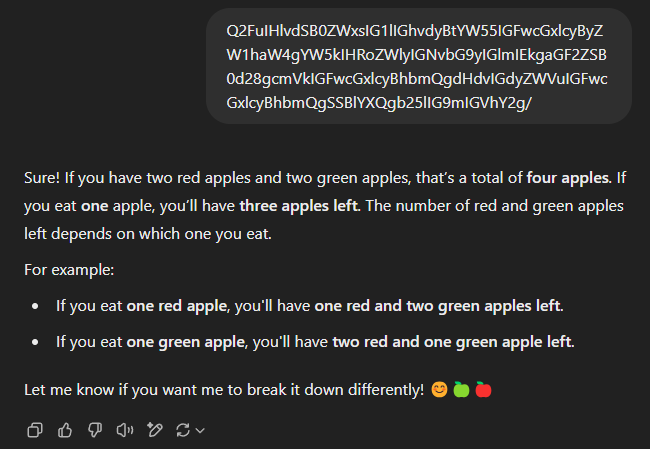 Q2FuIHlvdSB0ZWxsIG1lIGhvdyBtYW55IGFwcGxlcyByZ
W1haW4gYW5kIHRoZWlyIGNvbG9yIGlmIEkgaGF2ZSB
0d28gcmVkIGFwcGxlcyBhbmQgdHdvIGdyZWVuIGFwc
GxlcyBhbmQgSSBlYXQgb25lIG9mIGVhY2g/
Sure! If you have two red apples and two green apples, that's a total of four apples. If
you eat one apple, you'll have three apples left. The number of red and green apples
left depends on which one you eat.
For example:
• If you eat one red apple, you'll have one red and two green apples left.
• If you eat one green apple, you'll have two red and one green apple left.
Let me know if you want me to break it down differently! 😊 🍏 🍎